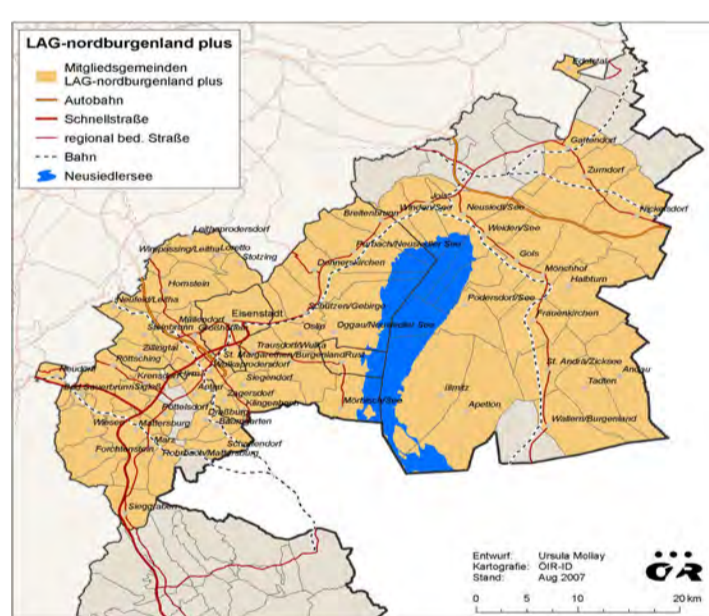 LAG-nordburgenland plus
Mitgliedsgemeinden
LAG-nordburgenland plus
Autobahn
Schnellstraße
regional bed. Straße
Bahn
Neusiedlersee
Edelstal
Gattendorf
Zurndorf
Nickelsdorf
Jois
Winden/See
Neusiedl/See
Breitenbrunn
Weiden/See
Leithaprodersdorf
Wimpassing/Leitha
Loretto
Stotzing
Purbach/Neusiedler See
Donnerskirchen
Gols
Mönchhof
Halbturn
Hornstein
Neufeld/Leitha
Schützen/Gebirge
Podersdorf/See
Frauenkirchen
Müllendorf
Eisenstadt
Steinbrunn
Großhöflein
Oslip
Oggau/Neusiedler See
Zillingtal
Trausdorf/Wulka
Pöttsching
St. Margarethen/Burgenland
Rust
Wulkaprodersdorf
St. Andrä/Zicksee
Andau
Neudorf
Krensdorf
Siegendorf
Tadten
Bad Sauerbrunn
Sigleß
Antau
Zagersdorf
Mörbisch/See
Illmitz
Apetlon
Klingenbach
Pöttelsdorf
Draßburg
Wiesen
Mattersburg
Baumgarten
Wallern/Burgenland
Marz
Schattendorf
Forchtenstein
Rohrbach/Mattersburg
Sieggraben
Entwurf: Ursula Mollay
Kartografie: ÖIR-ID
Stand: Aug 2007
ÖIR
0 5 10 20 km